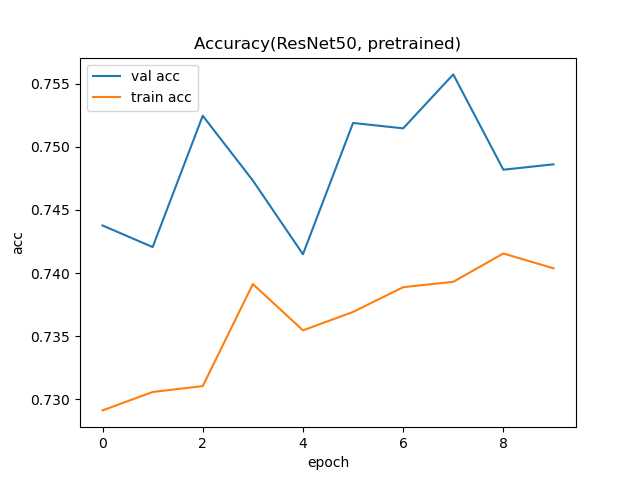 Accuracy(ResNet50, pretrained)
val acc
train acc
0.755
0.750
0.745
0.740
0.735
0.730
acc
0 2 4 6 8
epoch